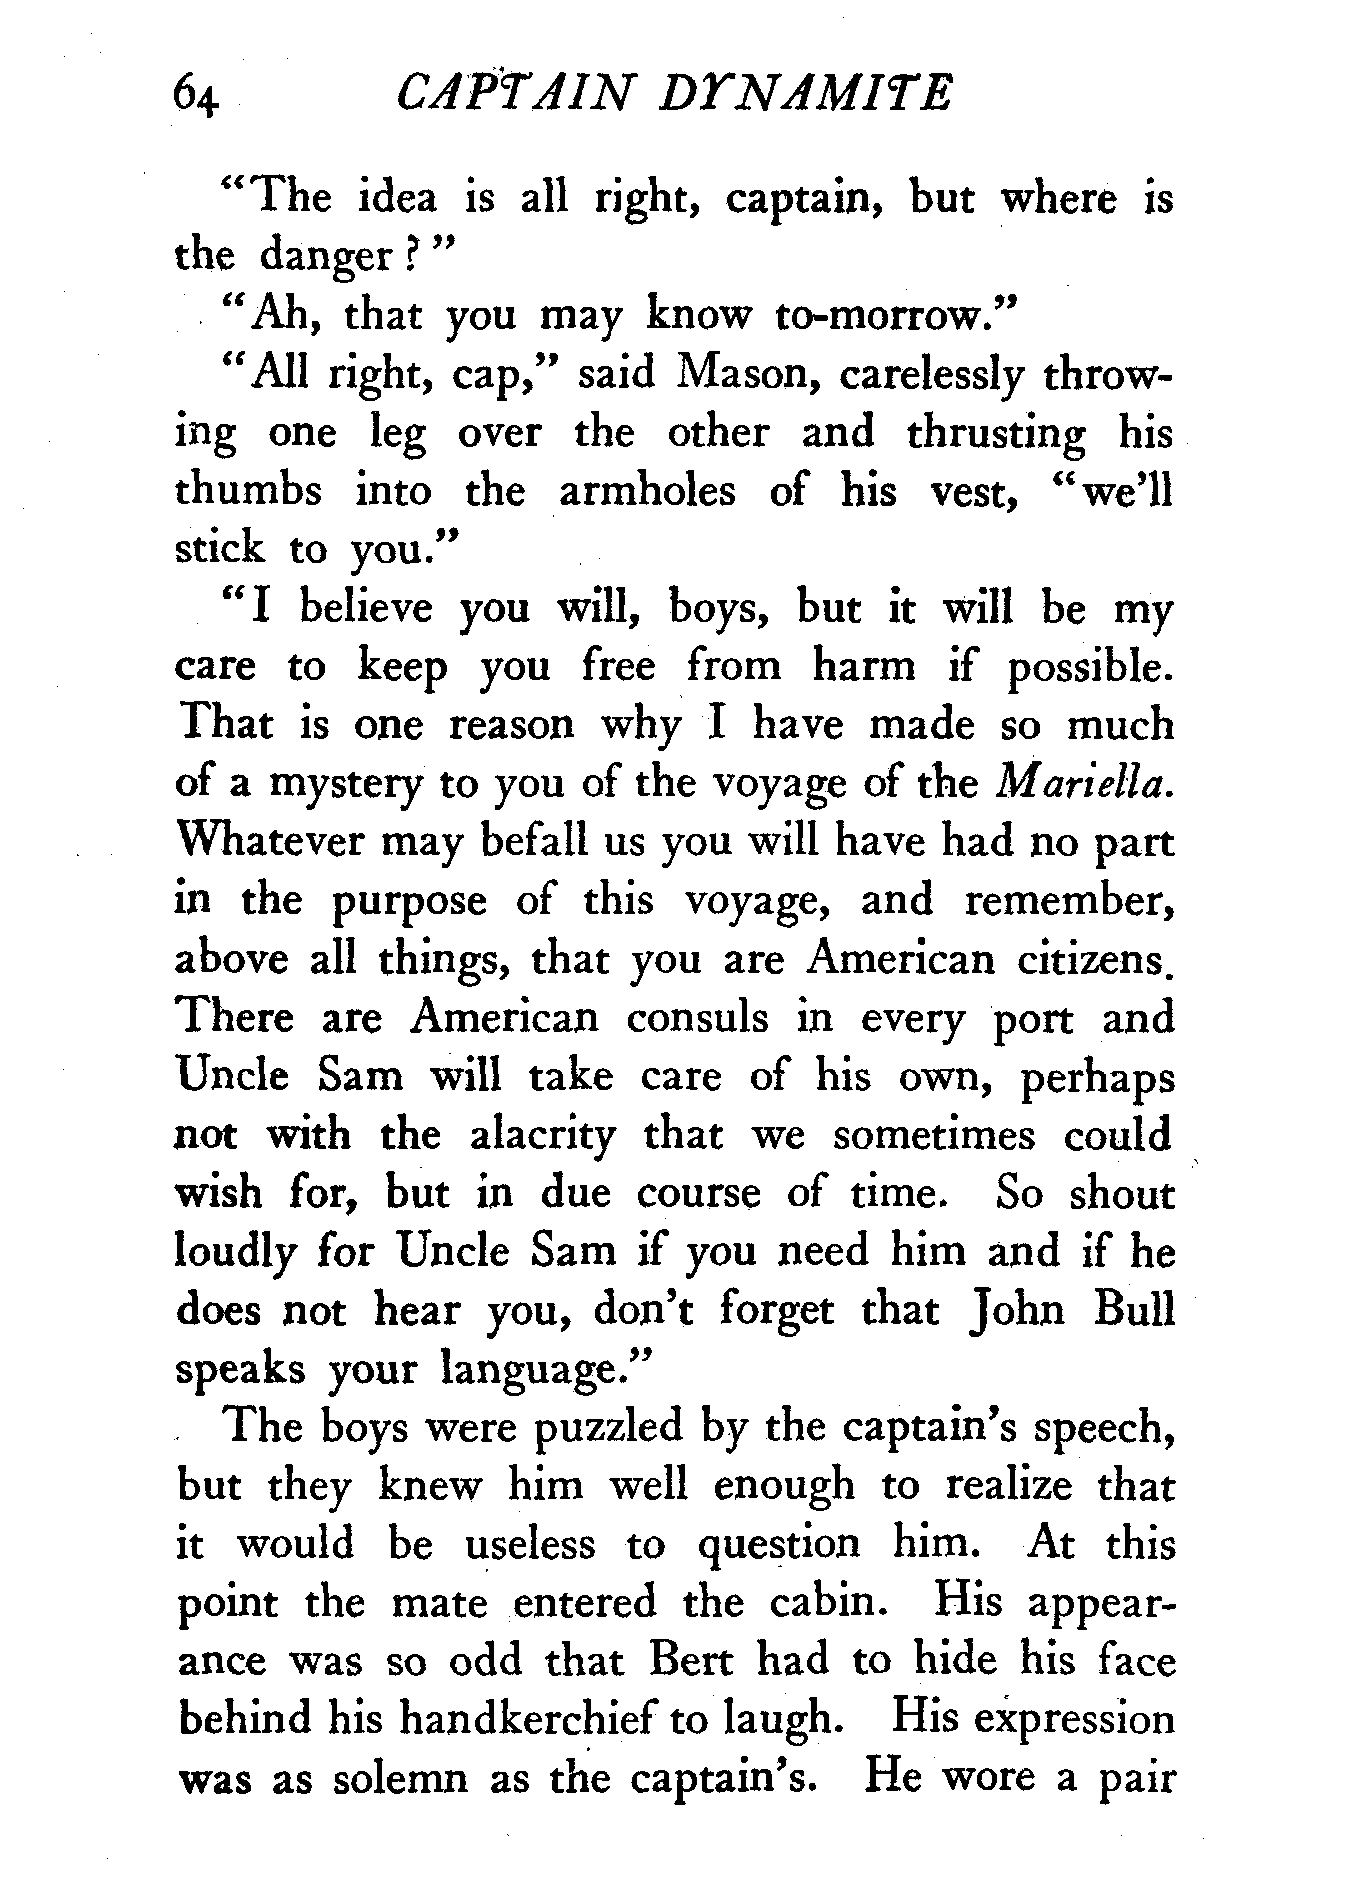 64 CAPTAIN DYNAMITE
"The idea is all right, captain, but where is
the danger?"
"Ah, that you may know to-morrow."
"All right, cap," said Mason, carelessly throw-
ing one leg over the other and thrusting his
thumbs into the armholes of his vest, "we'll
stick to you."
"I believe you will, boys, but it will be my
care to keep you free from harm if possible.
That is one reason why I have made so much
of a mystery to you of the voyage of the Mariella.
Whatever may befall us you will have had no part
in the purpose of this voyage, and remember,
above all things, that you are American citizens.
There are American consuls in every port and
Uncle Sam will take care of his own, perhaps
not with the alacrity that we sometimes could
wish for, but in due course of time. So shout
loudly for Uncle Sam if you need him and if he
does not hear you, don't forget that John Bull
speaks your language."
The boys were puzzled by the captain's speech,
but they knew him well enough to realize that
it would be useless to question him. At this
point the mate entered the cabin. His appear-
ance was so odd that Bert had to hide his face
behind his handkerchief to laugh. His expression
was as solemn as the captain's. He wore a pair